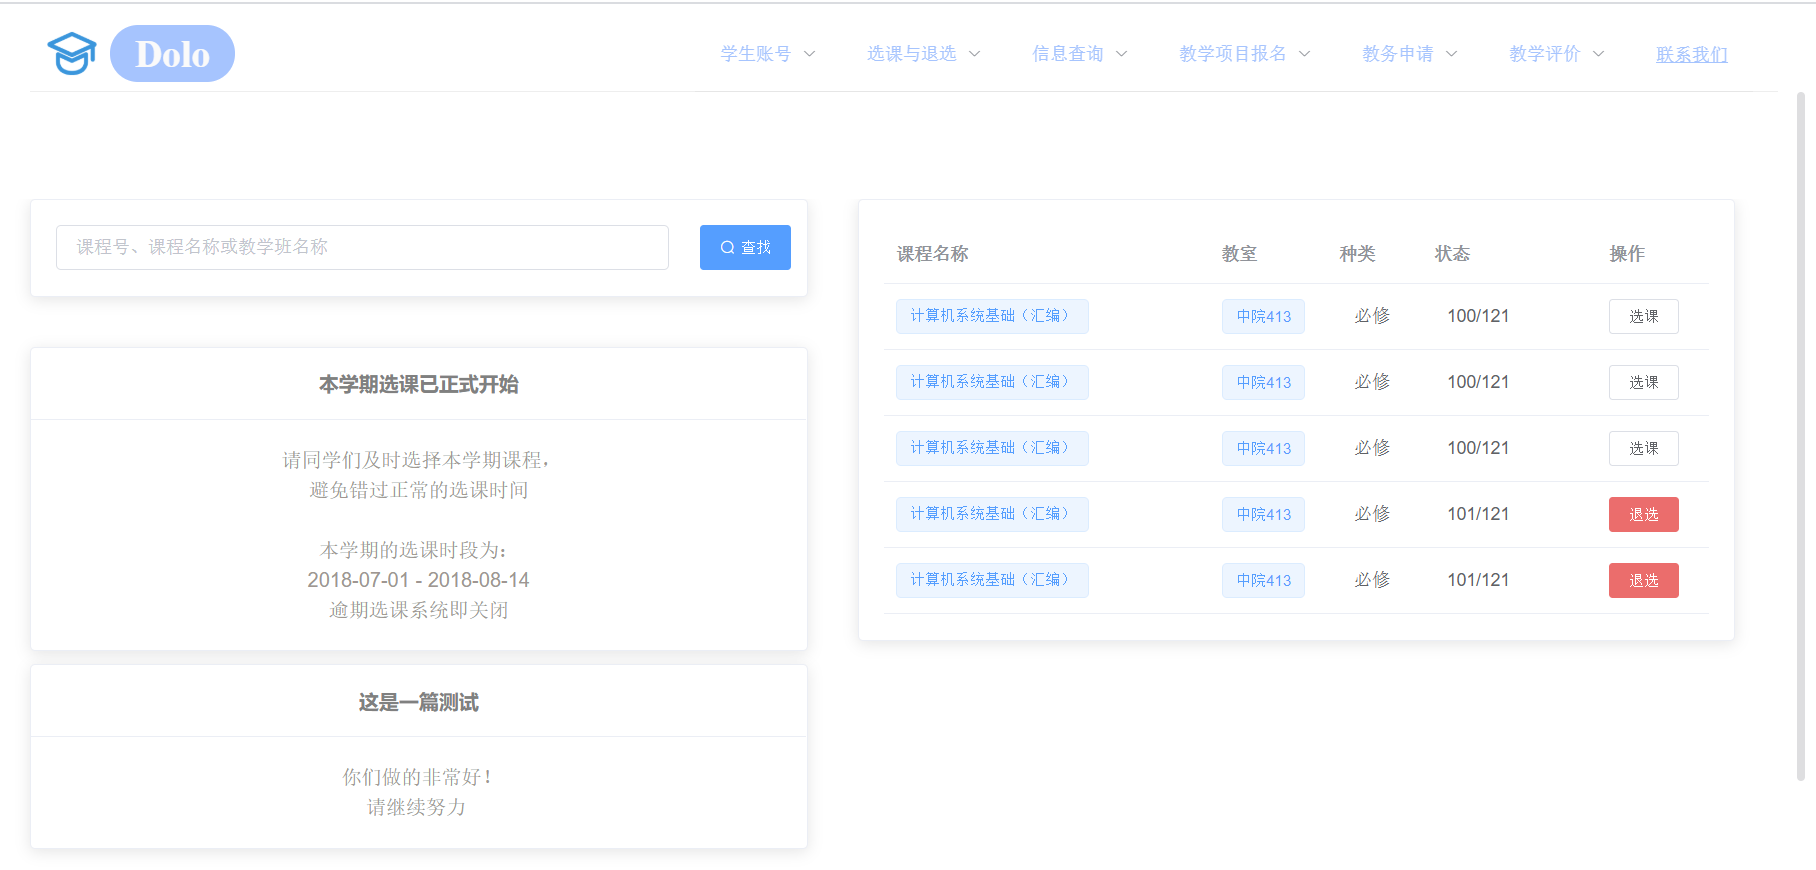 Dolo
学生账号 选课与退选 信息查询 教学项目报名 教务申请 教学评价 联系我们
课程号、课程名称或教学班名称 查找
本学期选课已正式开始
请同学们及时选择本学期课程，
避免错过正常的选课时间
本学期的选课时段为：
2018-07-01 - 2018-08-14
逾期选课系统即关闭
这是一篇测试
你们做的非常好！
请继续努力
课程名称 教室 种类 状态 操作
计算机系统基础（汇编） 中院413 必修 100/121 选课
计算机系统基础（汇编） 中院413 必修 100/121 选课
计算机系统基础（汇编） 中院413 必修 100/121 选课
计算机系统基础（汇编） 中院413 必修 101/121 退选
计算机系统基础（汇编） 中院413 必修 101/121 退选